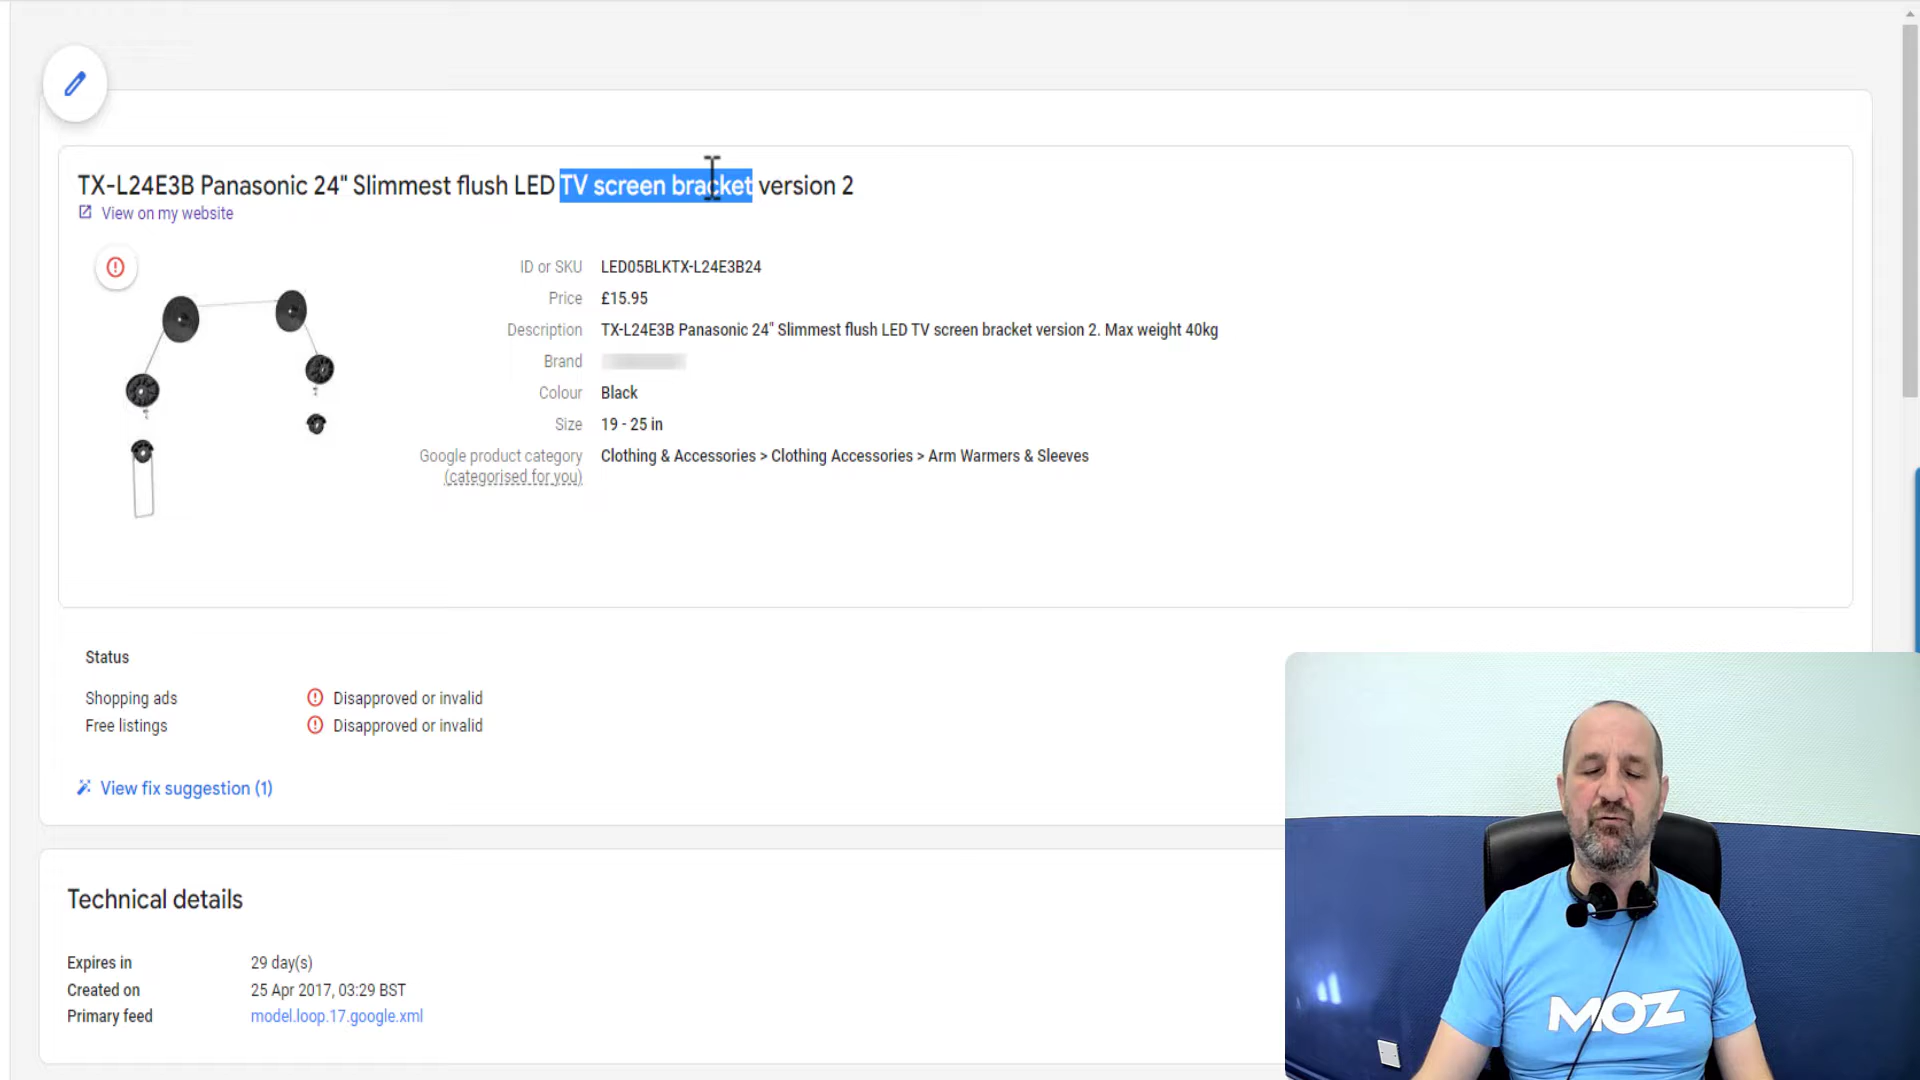 TX-L24E3B Panasonic 24" Slimmest flush LED TV screen bracket version 2
View on my website
ID or SKU LED05BLKTX-L24E3B24
Price £15.95
Description TX-L24E3B Panasonic 24" Slimmest flush LED TV screen bracket version 2. Max weight 40kg
Brand
Colour Black
Size 19 - 25 in
Google product category Clothing & Accessories > Clothing Accessories > Arm Warmers & Sleeves
(categorised for you)
Status
Shopping ads Disapproved or invalid
Free listings Disapproved or invalid
View fix suggestion (1)
Technical details
Expires in 29 day(s)
Created on 25 Apr 2017, 03:29 BST
Primary feed model.loop.17.google.xml
MOZ